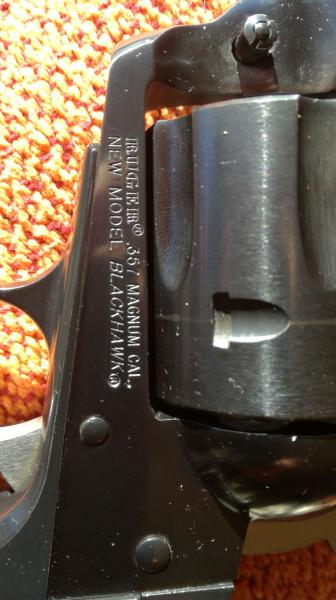 RUGER® .357 MAGNUM CAL.
NEW MODEL BLACKHAWK®